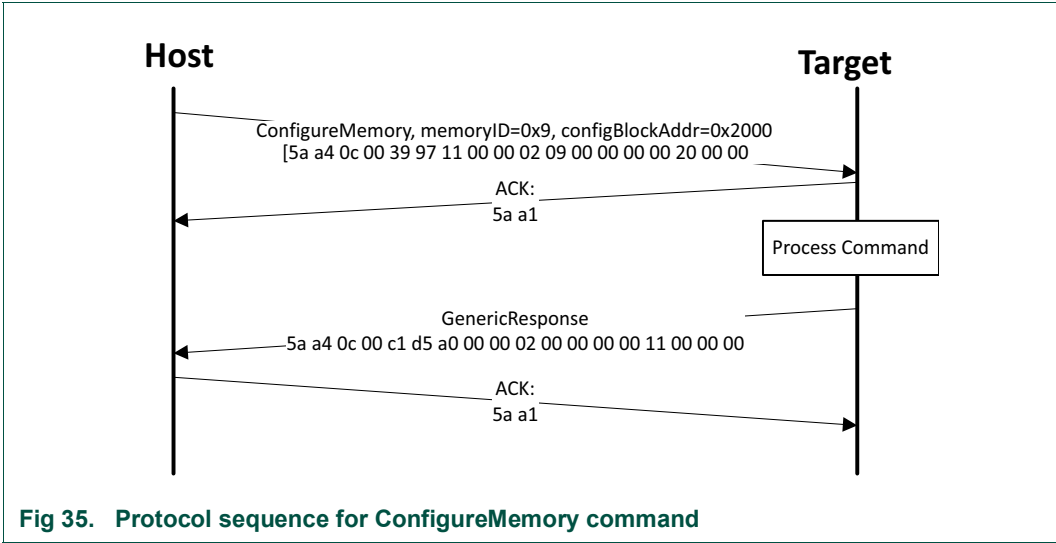 Host
Target
ConfigureMemory, memoryID=0x9, configBlockAddr=0x2000
[5a a4 0c 00 39 97 11 00 00 02 09 00 00 00 00 20 00 00
ACK:
5a a1
Process Command
GenericResponse
5a a4 0c 00 c1 d5 a0 00 00 02 00 00 00 00 11 00 00 00
ACK:
5a a1
Fig 35. Protocol sequence for ConfigureMemory command